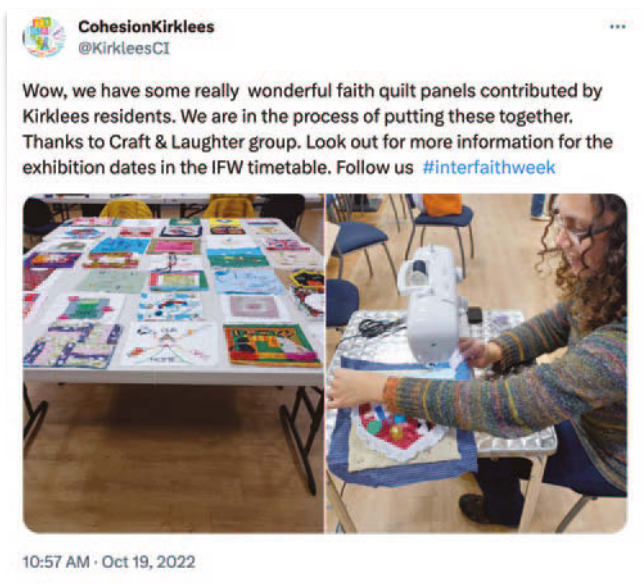 CohesionKirklees
@KirkleesCI
Wow, we have some really wonderful faith quilt panels contributed by
Kirklees residents. We are in the process of putting these together.
Thanks to Craft & Laughter group. Look out for more information for the
exhibition dates in the IFW timetable. Follow us #interfaithweek
OUR
HOME
10:57 AM · Oct 19, 2022